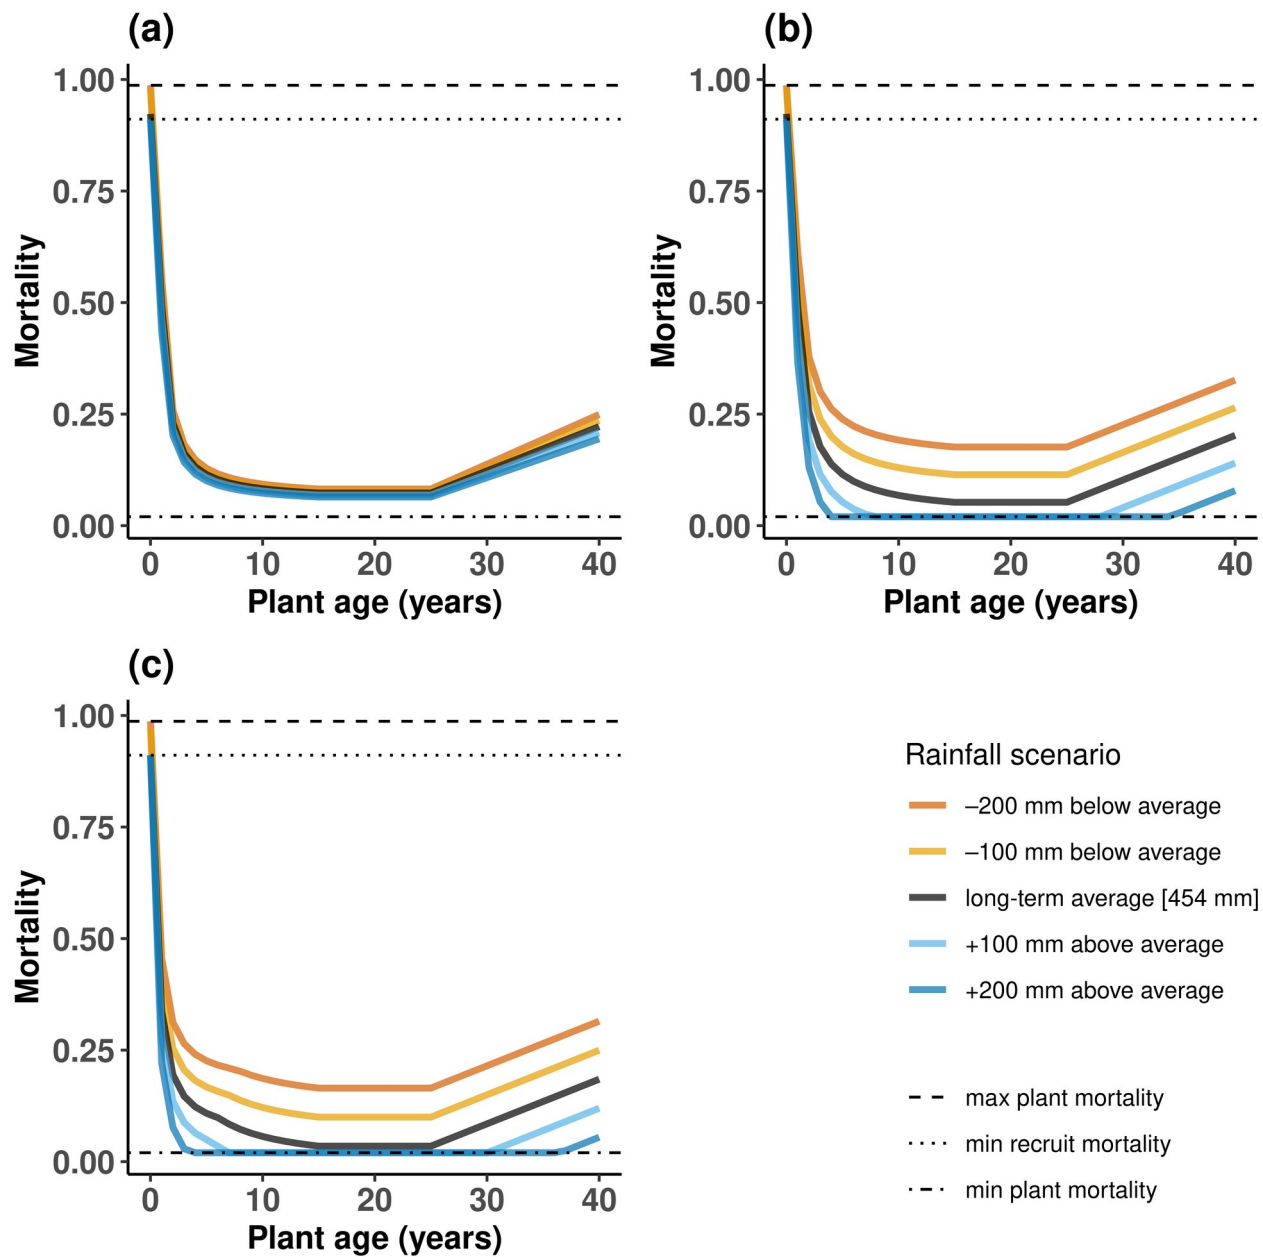 (a)
1.00
0.75
0.50
0.25
0.00
Mortality
0 10 20 30 40
Plant age (years)
(b)
1.00
0.75
0.50
0.25
0.00
Mortality
0 10 20 30 40
Plant age (years)
(c)
1.00
0.75
0.50
0.25
0.00
Mortality
0 10 20 30 40
Plant age (years)
Rainfall scenario
–200 mm below average
–100 mm below average
long-term average [454 mm]
+100 mm above average
+200 mm above average
max plant mortality
min recruit mortality
min plant mortality